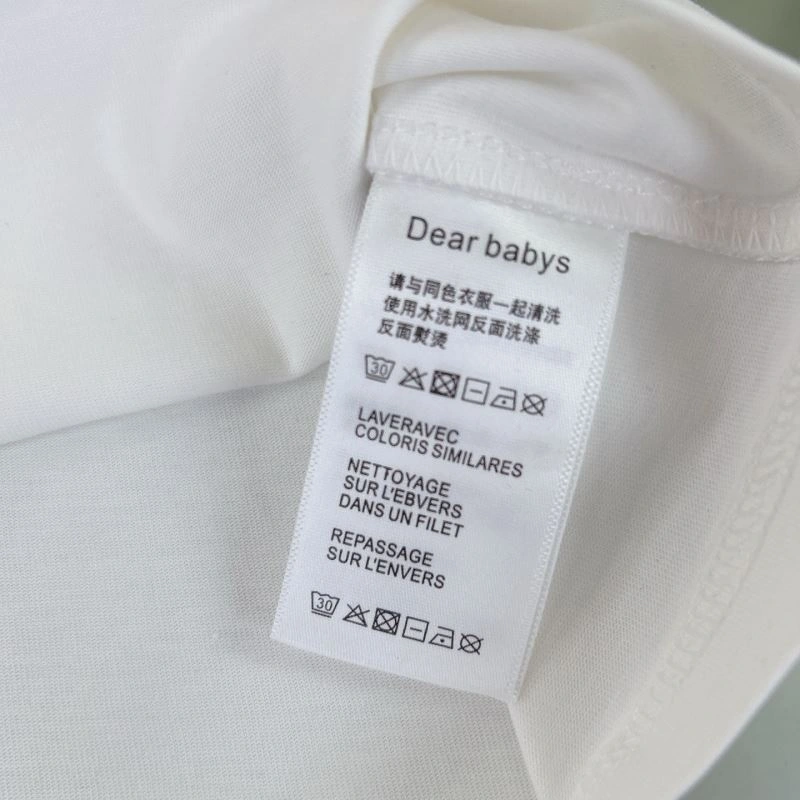 Dear babys
请与同色衣服一起清洗
使用水洗网反面洗涤
反面熨烫
30
LAVERAVEC
COLORIS SIMILARES
NETTOYAGE
SUR L'EBVERS
DANS UN FILET
REPASSAGE
SUR L'ENVERS
30